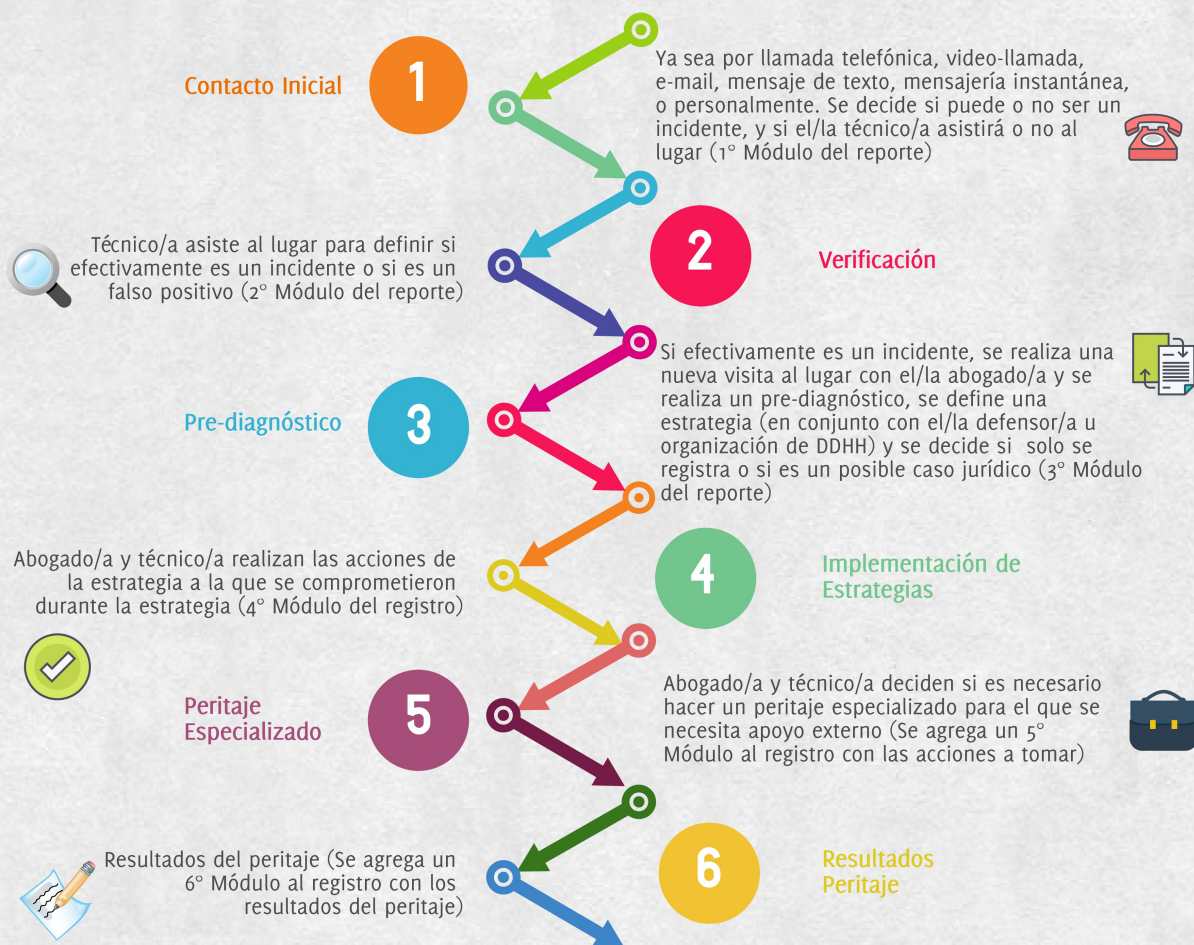 Contacto Inicial
1
Ya sea por llamada telefónica, video-llamada,
e-mail, mensaje de texto, mensajería instantánea,
o personalmente. Se decide si puede o no ser un
incidente, y si el/la técnico/a asistirá o no al
lugar (1° Módulo del reporte)
Técnico/a asiste al lugar para definir si
efectivamente es un incidente o si es un
falso positivo (2° Módulo del reporte)
2
Verificación
Pre-diagnóstico
3
Si efectivamente es un incidente, se realiza una
nueva visita al lugar con el/la abogado/a y se
realiza un pre-diagnóstico, se define una
estrategia (en conjunto con el/la defensor/a u
organización de DDHH) y se decide si solo se
registra o si es un posible caso jurídico (3° Módulo
del reporte)
Abogado/a y técnico/a realizan las acciones de
la estrategia a la que se comprometieron
durante la estrategia (4° Módulo del registro)
4
Implementación de
Estrategias
Peritaje
Especializado
5
Abogado/a y técnico/a deciden si es necesario
hacer un peritaje especializado para el que se
necesita apoyo externo (Se agrega un 5°
Módulo al registro con las acciones a tomar)
Resultados del peritaje (Se agrega un
6° Módulo al registro con los
resultados del peritaje)
6
Resultados
Peritaje